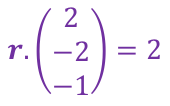 r. (2
−2
−1) = 2